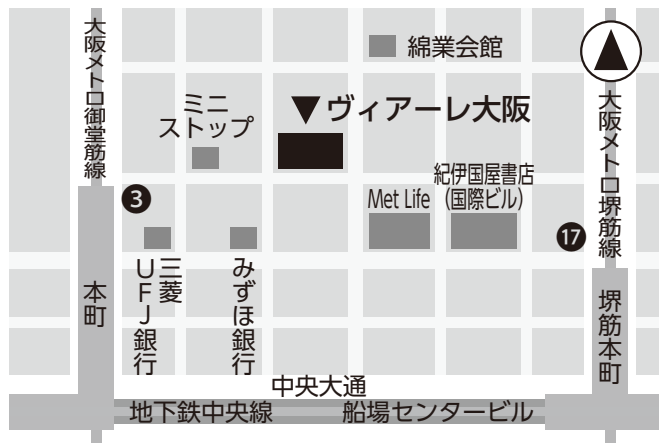 綿業会館
大阪メトロ御堂筋線
大阪メトロ堺筋線
ミニ
ストップ
▼ヴィアーレ大阪
紀伊国屋書店
(国際ビル)
Met Life
3
17
三菱
UFJ銀行
みずほ銀行
本町
堺筋本町
中央大通
地下鉄中央線
船場センタービル